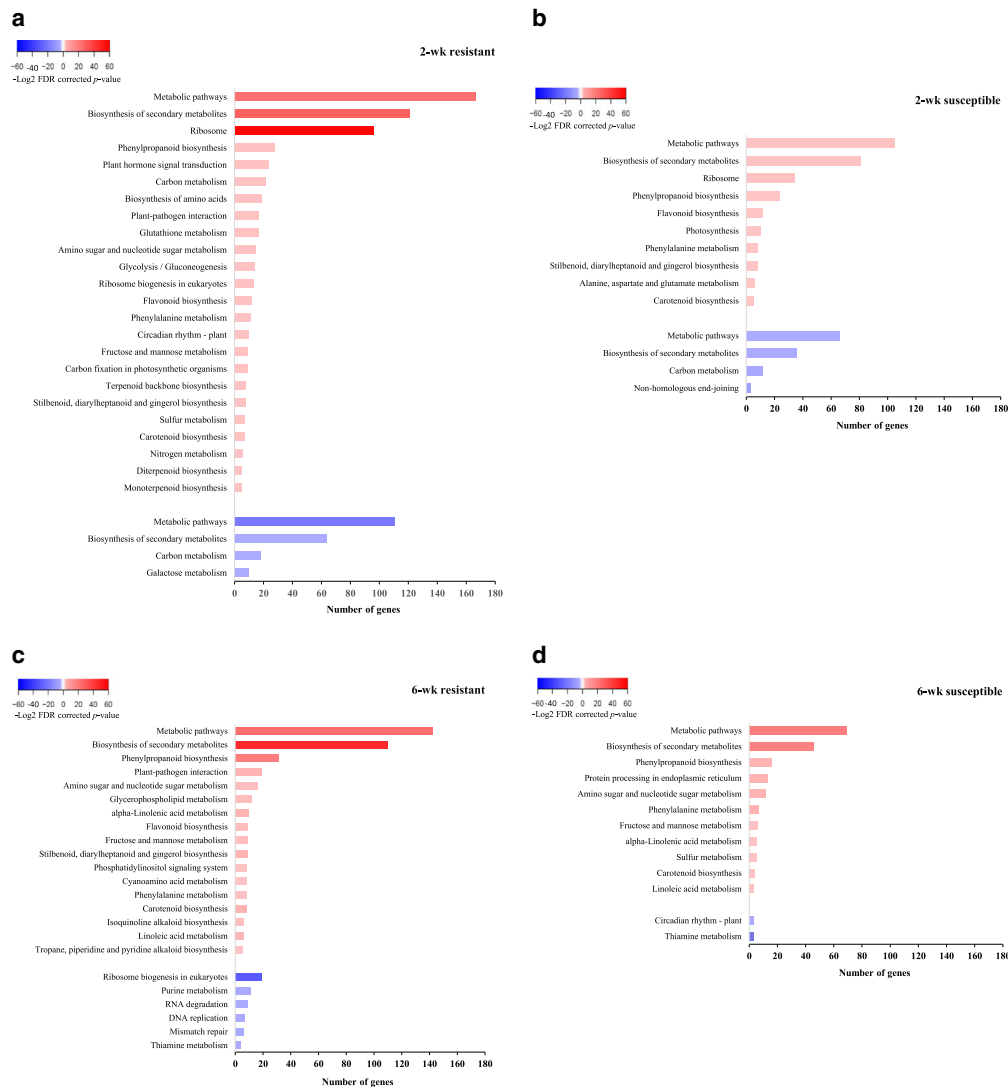 a
-60 -40 -20 0 20 40 60
-Log2 FDR corrected p-value
2-wk resistant
Metabolic pathways
Biosynthesis of secondary metabolites
Ribosome
Phenylpropanoid biosynthesis
Plant hormone signal transduction
Carbon metabolism
Biosynthesis of amino acids
Plant-pathogen interaction
Glutathione metabolism
Amino sugar and nucleotide sugar metabolism
Glycolysis / Gluconeogenesis
Ribosome biogenesis in eukaryotes
Flavonoid biosynthesis
Phenylalanine metabolism
Circadian rhythm - plant
Fructose and mannose metabolism
Carbon fixation in photosynthetic organisms
Terpenoid backbone biosynthesis
Stilbenoid, diarylheptanoid and gingerol biosynthesis
Sulfur metabolism
Carotenoid biosynthesis
Nitrogen metabolism
Diterpenoid biosynthesis
Monoterpenoid biosynthesis
Metabolic pathways
Biosynthesis of secondary metabolites
Carbon metabolism
Galactose metabolism
0 20 40 60 80 100 120 140 160 180
Number of genes
b
-60 -40 -20 0 20 40 60
-Log2 FDR corrected p-value
2-wk susceptible
Metabolic pathways
Biosynthesis of secondary metabolites
Ribosome
Phenylpropanoid biosynthesis
Flavonoid biosynthesis
Photosynthesis
Phenylalanine metabolism
Stilbenoid, diarylheptanoid and gingerol biosynthesis
Alanine, aspartate and glutamate metabolism
Carotenoid biosynthesis
Metabolic pathways
Biosynthesis of secondary metabolites
Carbon metabolism
Non-homologous end-joining
0 20 40 60 80 100 120 140 160 180
Number of genes
c
-60 -40 -20 0 20 40 60
-Log2 FDR corrected p-value
6-wk resistant
Metabolic pathways
Biosynthesis of secondary metabolites
Phenylpropanoid biosynthesis
Plant-pathogen interaction
Amino sugar and nucleotide sugar metabolism
Glycerophospholipid metabolism
alpha-Linolenic acid metabolism
Flavonoid biosynthesis
Fructose and mannose metabolism
Stilbenoid, diarylheptanoid and gingerol biosynthesis
Phosphatidylinositol signaling system
Cyanoamino acid metabolism
Phenylalanine metabolism
Carotenoid biosynthesis
Isoquinoline alkaloid biosynthesis
Linoleic acid metabolism
Tropane, piperidine and pyridine alkaloid biosynthesis
Ribosome biogenesis in eukaryotes
Purine metabolism
RNA degradation
DNA replication
Mismatch repair
Thiamine metabolism
0 20 40 60 80 100 120 140 160 180
Number of genes
d
-60 -40 -20 0 20 40 60
-Log2 FDR corrected p-value
6-wk susceptible
Metabolic pathways
Biosynthesis of secondary metabolites
Phenylpropanoid biosynthesis
Protein processing in endoplasmic reticulum
Amino sugar and nucleotide sugar metabolism
Phenylalanine metabolism
Fructose and mannose metabolism
alpha-Linolenic acid metabolism
Sulfur metabolism
Carotenoid biosynthesis
Linoleic acid metabolism
Circadian rhythm - plant
Thiamine metabolism
0 20 40 60 80 100 120 140 160 180
Number of genes